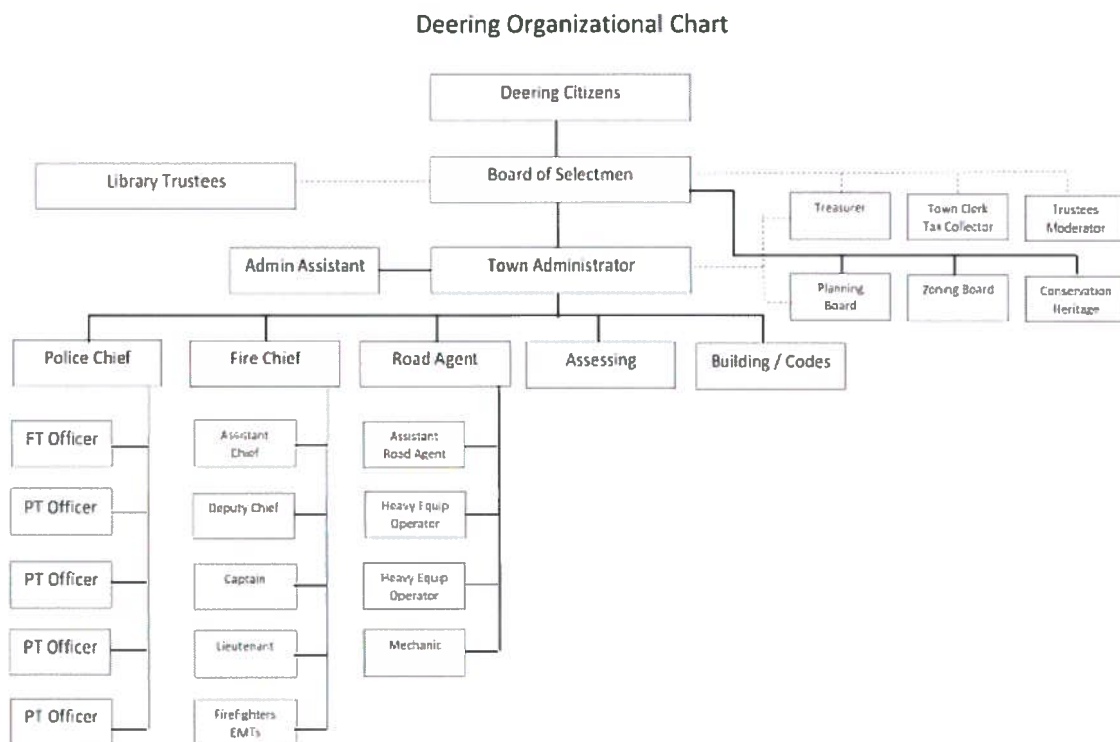 Deering Organizational Chart
Deering Citizens
Library Trustees
Board of Selectmen
Treasurer
Town Clerk
Tax Collector
Trustees
Moderator
Admin Assistant
Town Administrator
Planning
Board
Zoning Board
Conservation
Heritage
Police Chief
Fire Chief
Road Agent
Assessing
Building / Codes
FT Officer
Assistant
Chief
Assistant
Road Agent
PT Officer
Deputy Chief
Heavy Equip
Operator
PT Officer
Captain
Heavy Equip
Operator
PT Officer
Lieutenant
Mechanic
PT Officer
Firefighters
EMTs